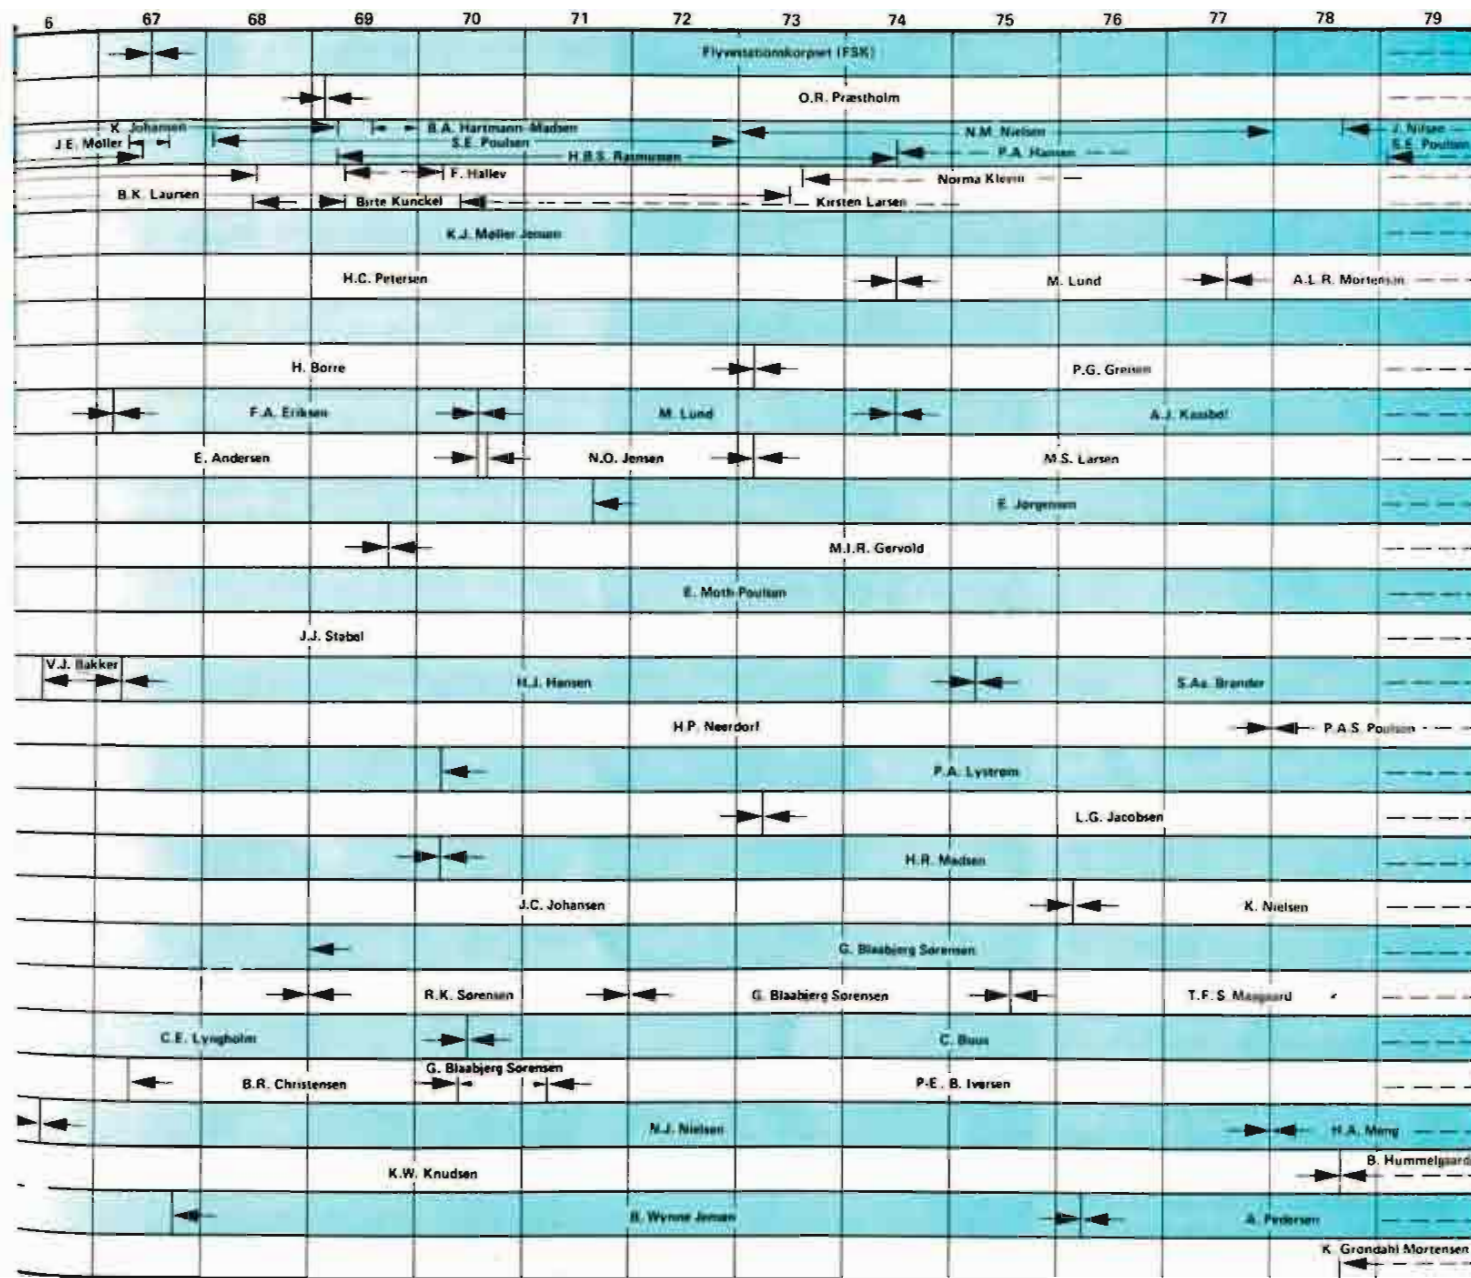 6 67 68 69 70 71 72 73 74 75 76 77 78 79
Flyvestationskorpset (FSK)
O.R. Præstholm
K. Johansen B.A. Hartmann-Madsen N.M. Nielsen J. Nilsen
J.E. Møller S.E. Poulsen S.E. Poulsen
H.B.S. Rasmussen P.A. Hansen
F. Hallev Norma Klevin
B.K. Laursen Birte Kunckel Kirsten Larsen
K.J. Møller Jensen
H.C. Petersen M. Lund A.L.R. Mortensen
H. Borre P.G. Greisen
F.A. Eriksen M. Lund A.J. Kaasbøl
E. Andersen N.O. Jensen M.S. Larsen
E. Jørgensen
M.I.R. Gervold
E. Moth-Poulsen
J.J. Støbel
V.J. Bakker
H.J. Hansen S.Aa. Brander
H.P. Neerdorf P.A.S. Poulsen
P.A. Lystrøm
L.G. Jacobsen
H.R. Madsen
J.C. Johansen K. Nielsen
G. Blaabjerg Sørensen
R.K. Sørensen G. Blaabjerg Sørensen T.F.S. Maagaard
C.E. Lyngholm C. Buus
G. Blaabjerg Sørensen
B.R. Christensen P-E. B. Iversen
N.J. Nielsen H.A. Meng
B. Hummelgaard
K.W. Knudsen
B. Wynne Jensen A. Pedersen
K. Grøndahl Mortensen